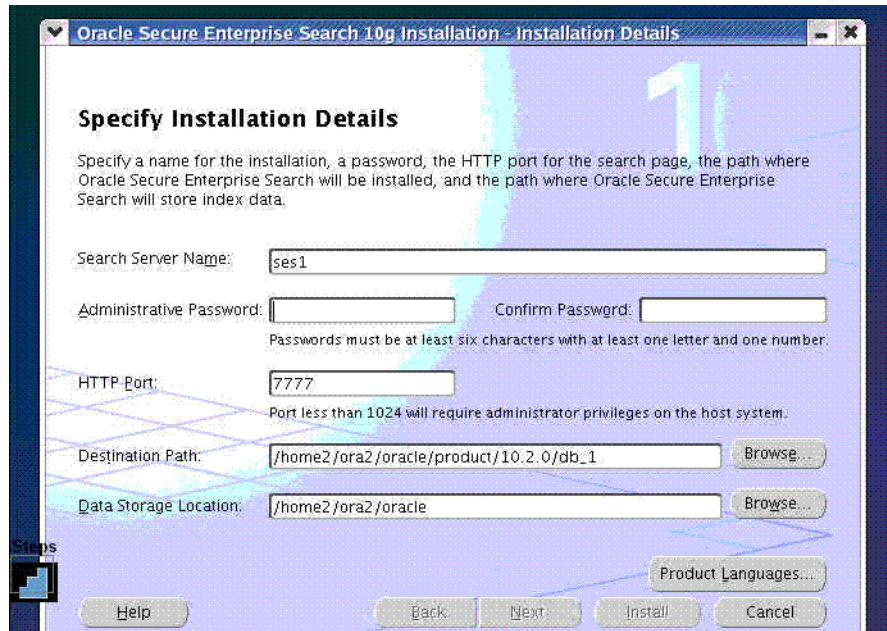 Oracle Secure Enterprise Search 10g Installation - Installation Details
Specify Installation Details
Specify a name for the installation, a password, the HTTP port for the search page, the path where
Oracle Secure Enterprise Search will be installed, and the path where Oracle Secure Enterprise
Search will store index data.
Search Server Name: ses1
Administrative Password: Confirm Password:
Passwords must be at least six characters with at least one letter and one number.
HTTP Port: 7777
Port less than 1024 will require administrator privileges on the host system.
Destination Path: /home2/ora2/oracle/product/10.2.0/db_1 Browse...
Data Storage Location: /home2/ora2/oracle Browse...
Steps
Product Languages...
Help Back Next Install Cancel